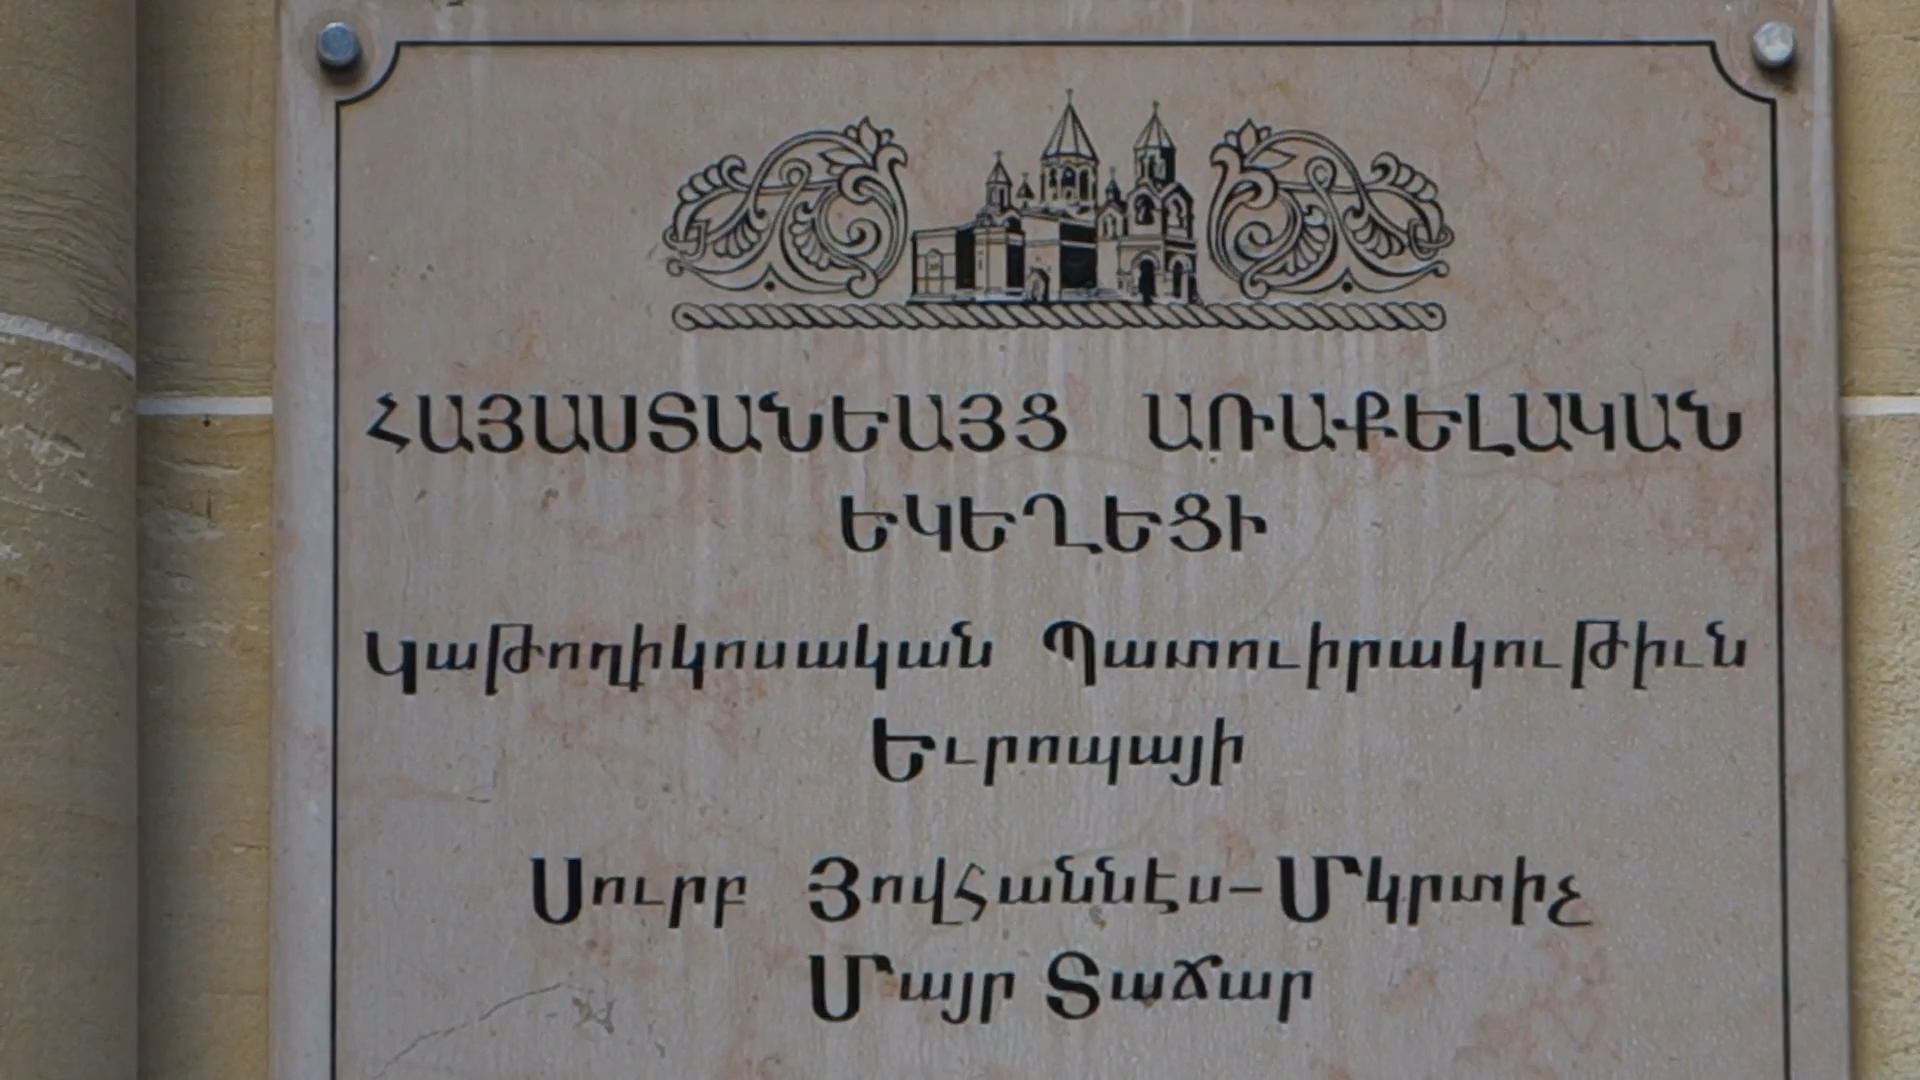 ՀԱՅԱՍՏԱՆԵԱՅՑ ԱՌԱՔԵԼԱԿԱՆ
ԵԿԵՂԵՑԻ
Կաթողիկոսական Պատուիրակութիւն
Եւրոպայի
Սուրբ Յովհաննէս-Մկրտիչ
Մայր Տաճար